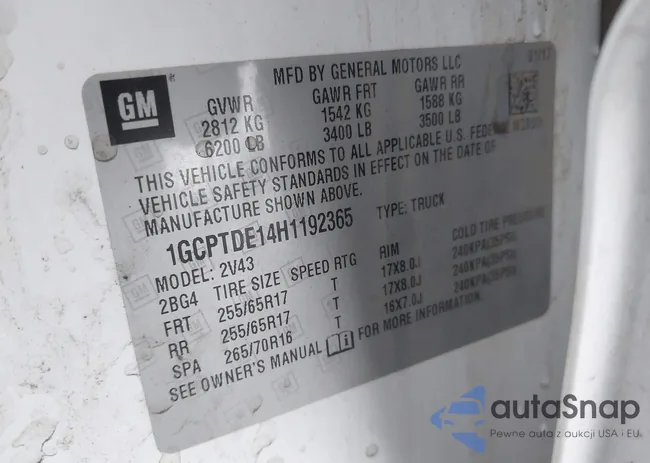 GM
MFD BY GENERAL MOTORS LLC
01/17
GVWR GAWR FRT GAWR RR
2812 KG 1542 KG 1588 KG
6200 LB 3400 LB 3500 LB
THIS VEHICLE CONFORMS TO ALL APPLICABLE U.S. FEDERAL
VEHICLE SAFETY STANDARDS IN EFFECT ON THE DATE OF
MANUFACTURE SHOWN ABOVE.
1GCPTDE14H1192365 TYPE: TRUCK
MODEL: 2V43
2BG4 TIRE SIZE SPEED RTG RIM COLD TIRE PRES
FRT 255/65R17 T 17X8.0J 240KPA(35PSI)
RR 255/65R17 T 17X8.0J 240KPA(35PSI)
SPA 265/70R16 T 16X7.0J 240KPA(35PSI)
SEE OWNER'S MANUAL FOR MORE INFORMATION
autaSnap
Pewne auta z aukcji USA i EU